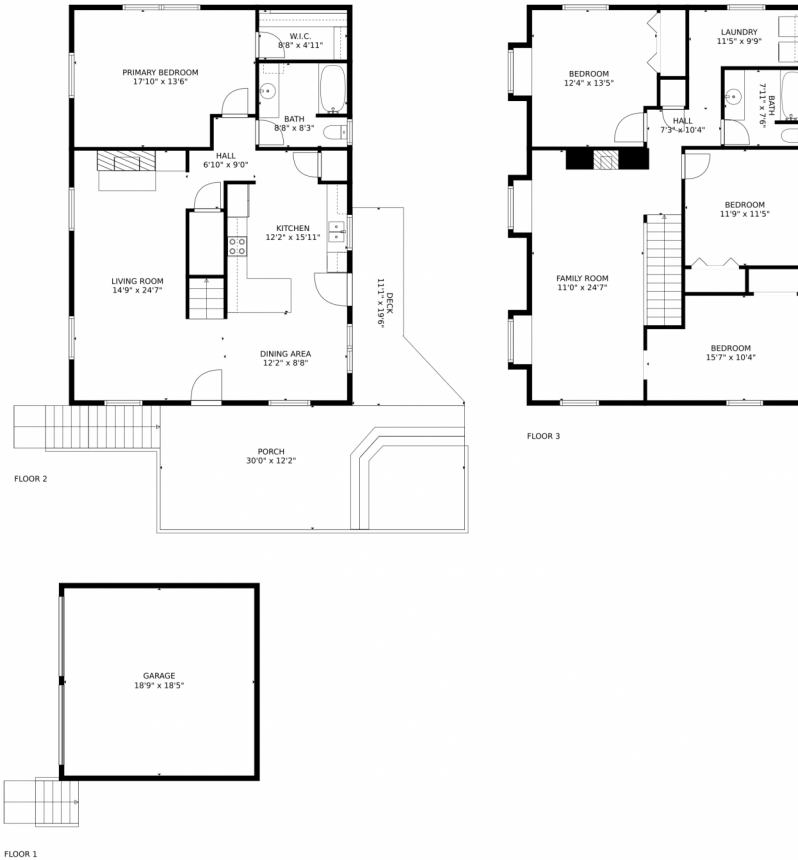 W.I.C.
8'8" x 4'11"
PRIMARY BEDROOM
17'10" x 13'6"
BATH
8'8" x 8'3"
HALL
6'10" x 9'0"
KITCHEN
12'2" x 15'11"
LIVING ROOM
14'9" x 24'7"
DECK
11'1" x 19'6"
DINING AREA
12'2" x 8'8"
PORCH
30'0" x 12'2"
FLOOR 2
LAUNDRY
11'5" x 9'9"
BEDROOM
12'4" x 13'5"
BATH
7'11" x 7'6"
HALL
7'3" x 10'4"
BEDROOM
11'9" x 11'5"
FAMILY ROOM
11'0" x 24'7"
BEDROOM
15'7" x 10'4"
FLOOR 3
GARAGE
18'9" x 18'5"
FLOOR 1